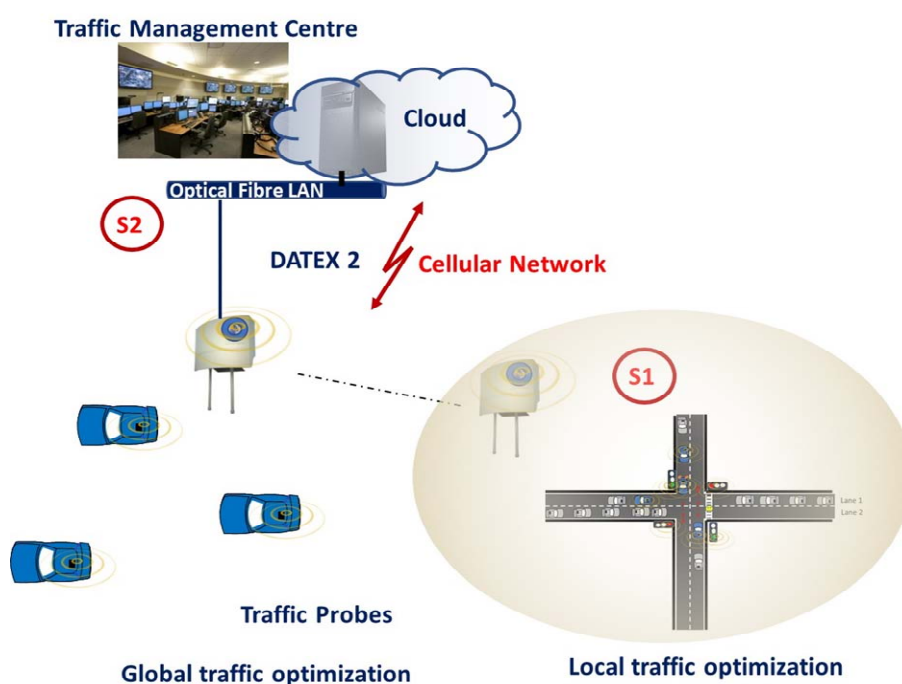 Traffic Management Centre
Cloud
Optical Fibre LAN
S2
DATEX 2
Cellular Network
S1
Lane 1
Lane 2
Traffic Probes
Global traffic optimization
Local traffic optimization